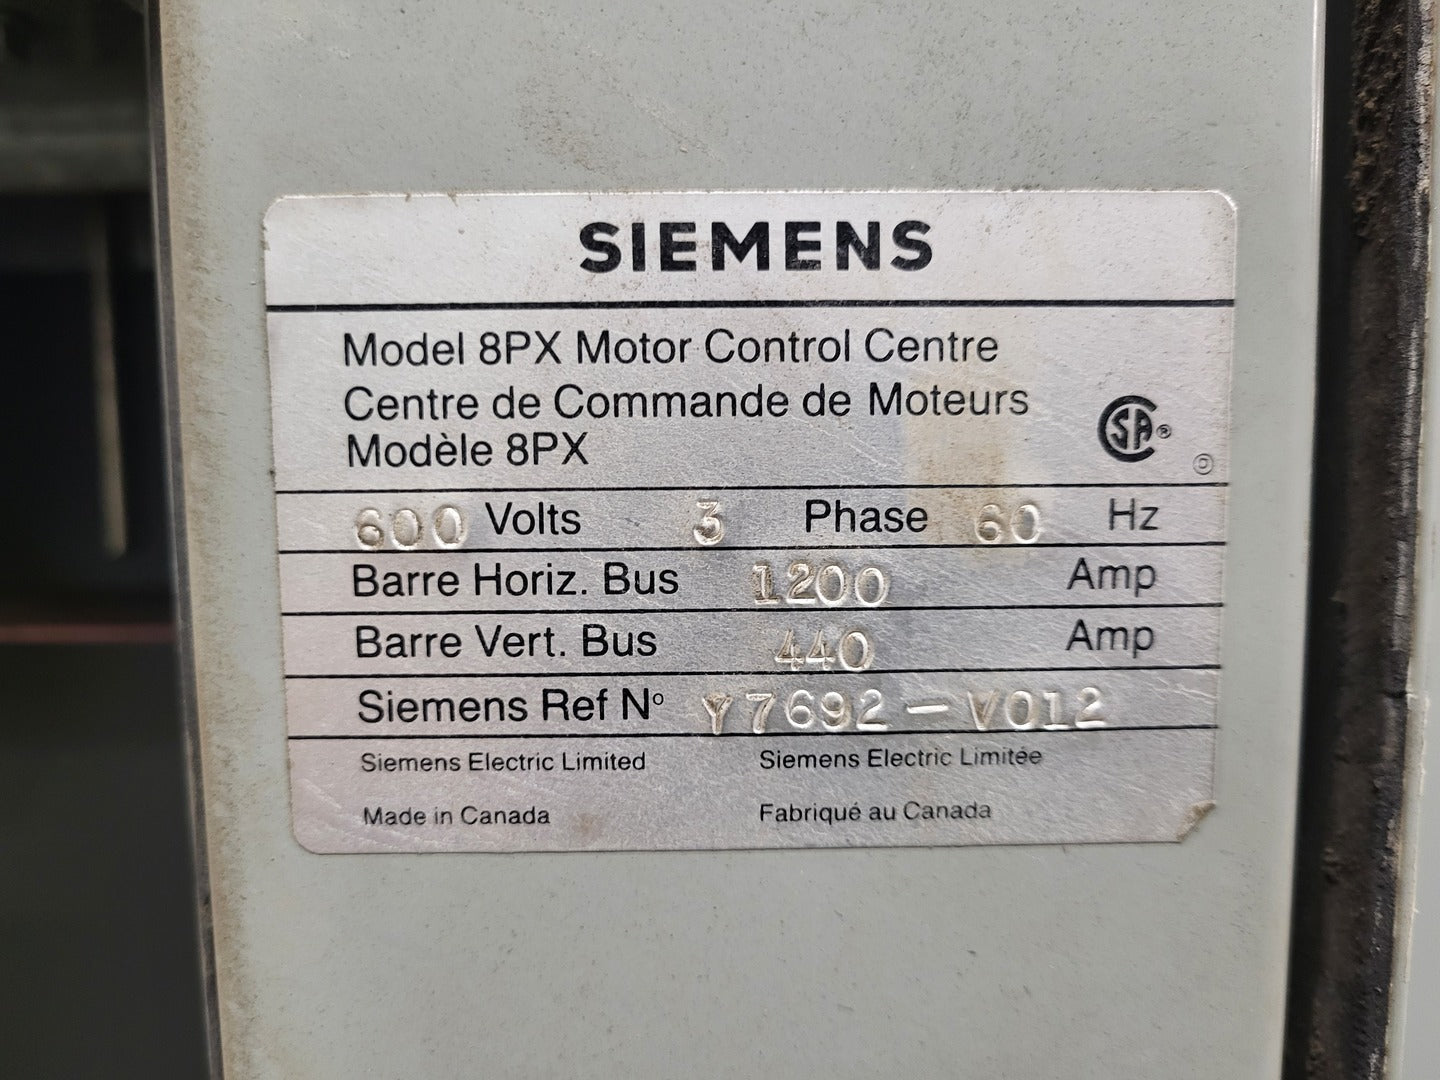 SIEMENS
Model 8PX Motor Control Centre
Centre de Commande de Moteurs
Modèle 8PX
SA ®
D
600 Volts 3 Phase 60 Hz
Barre Horiz. Bus 1200 Amp
Barre Vert. Bus 440 Amp
Siemens Ref Nº Y7692-V012
Siemens Electric Limited Siemens Electric Limitée
Made in Canada Fabriqué au Canada